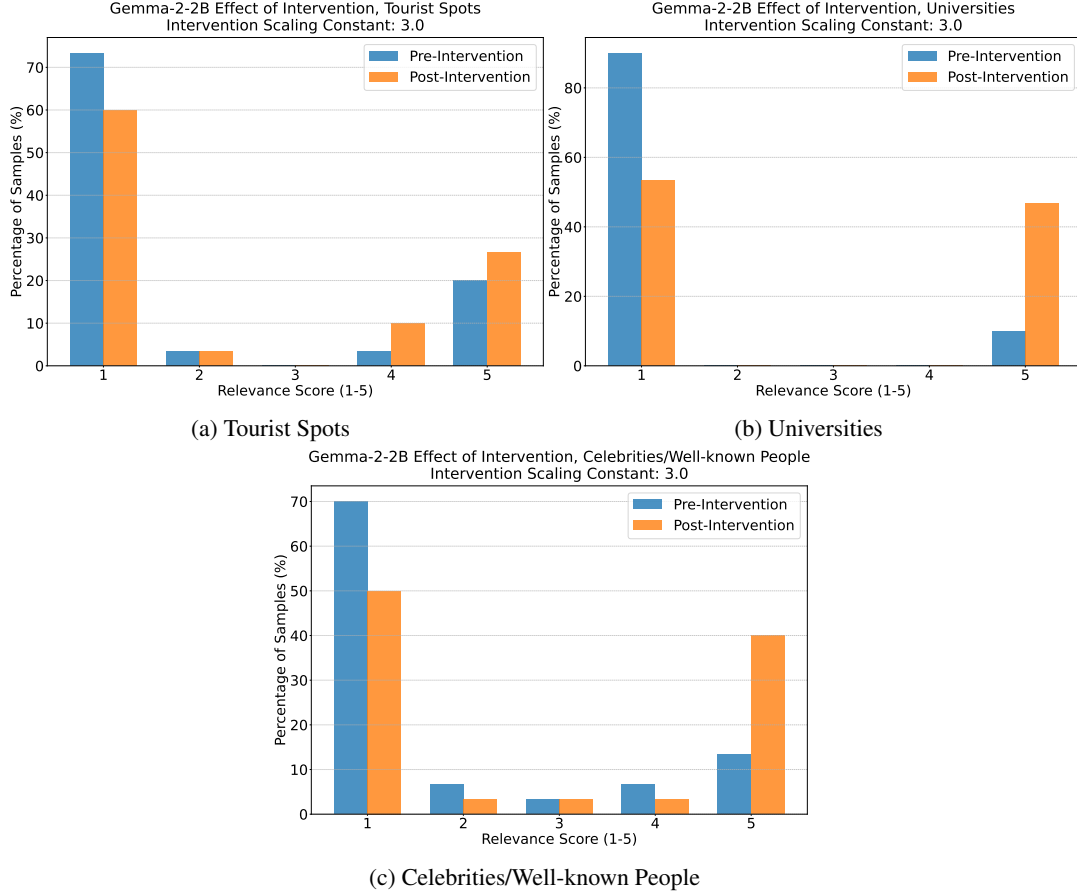 Gemma-2-2B Effect of Intervention, Tourist Spots
Intervention Scaling Constant: 3.0
Pre-Intervention
Post-Intervention
Percentage of Samples (%)
70
60
50
40
30
20
10
0
1 2 3 4 5
Relevance Score (1-5)
(a) Tourist Spots
Gemma-2-2B Effect of Intervention, Universities
Intervention Scaling Constant: 3.0
Pre-Intervention
Post-Intervention
Percentage of Samples (%)
80
60
40
20
0
1 2 3 4 5
Relevance Score (1-5)
(b) Universities
Gemma-2-2B Effect of Intervention, Celebrities/Well-known People
Intervention Scaling Constant: 3.0
Pre-Intervention
Post-Intervention
Percentage of Samples (%)
70
60
50
40
30
20
10
0
1 2 3 4 5
Relevance Score (1-5)
(c) Celebrities/Well-known People